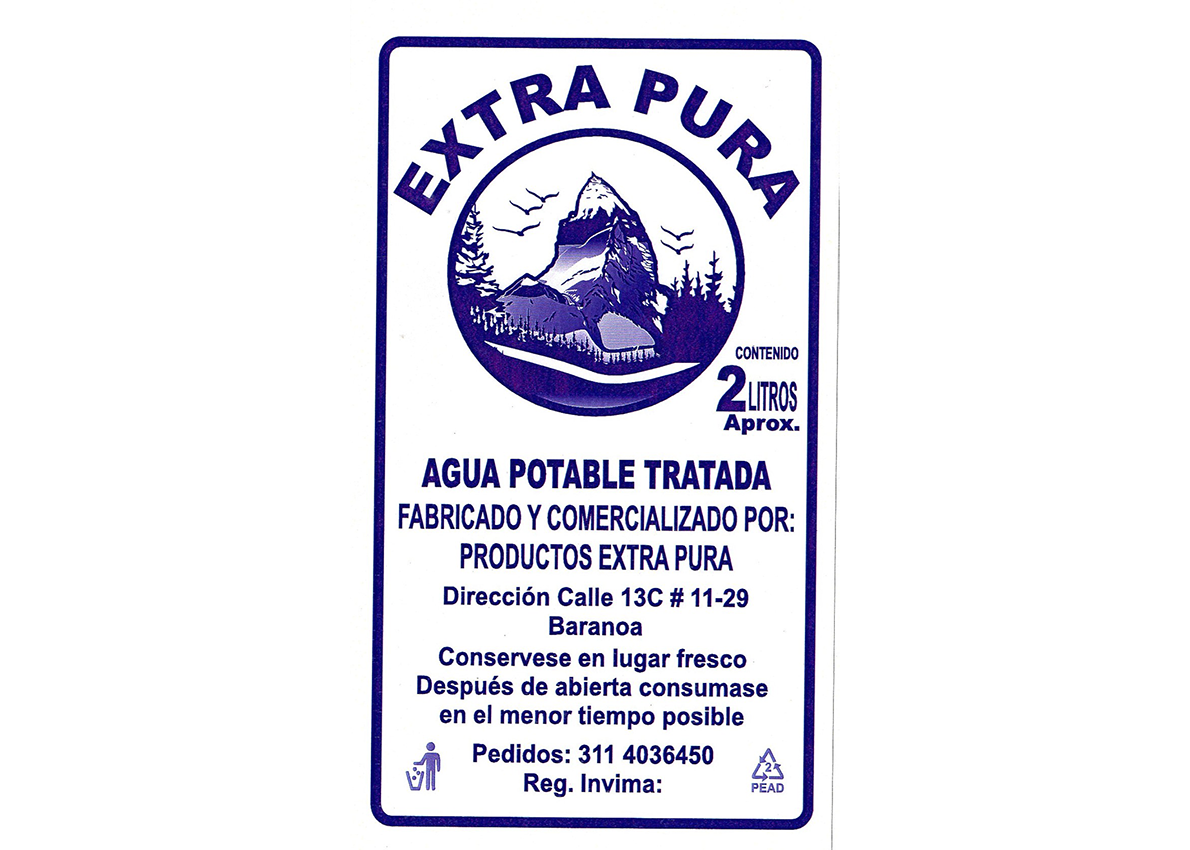 EXTRA PURA
CONTENIDO
2 LITROS
Aprox.
AGUA POTABLE TRATADA
FABRICADO Y COMERCIALIZADO POR:
PRODUCTOS EXTRA PURA
Dirección Calle 13C # 11-29
Baranoa
Conservese en lugar fresco
Después de abierta consumase
en el menor tiempo posible
Pedidos: 311 4036450
Reg. Invima:
2
PEAD